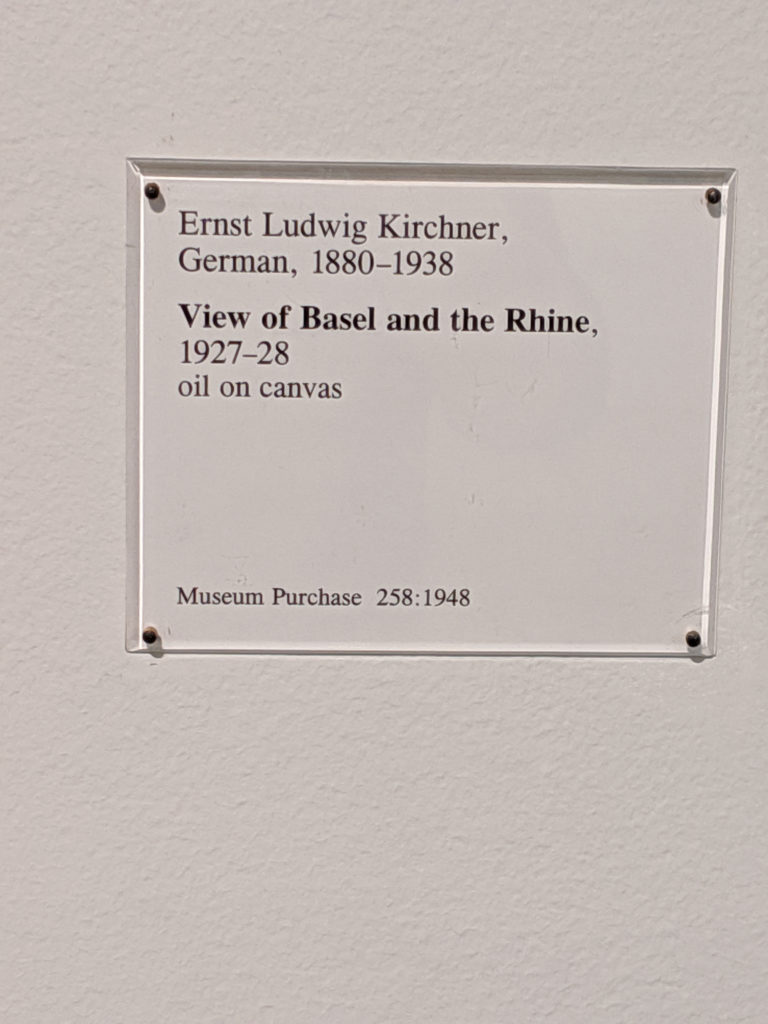 Ernst Ludwig Kirchner,
German, 1880–1938
View of Basel and the Rhine,
1927–28
oil on canvas
Museum Purchase 258:1948